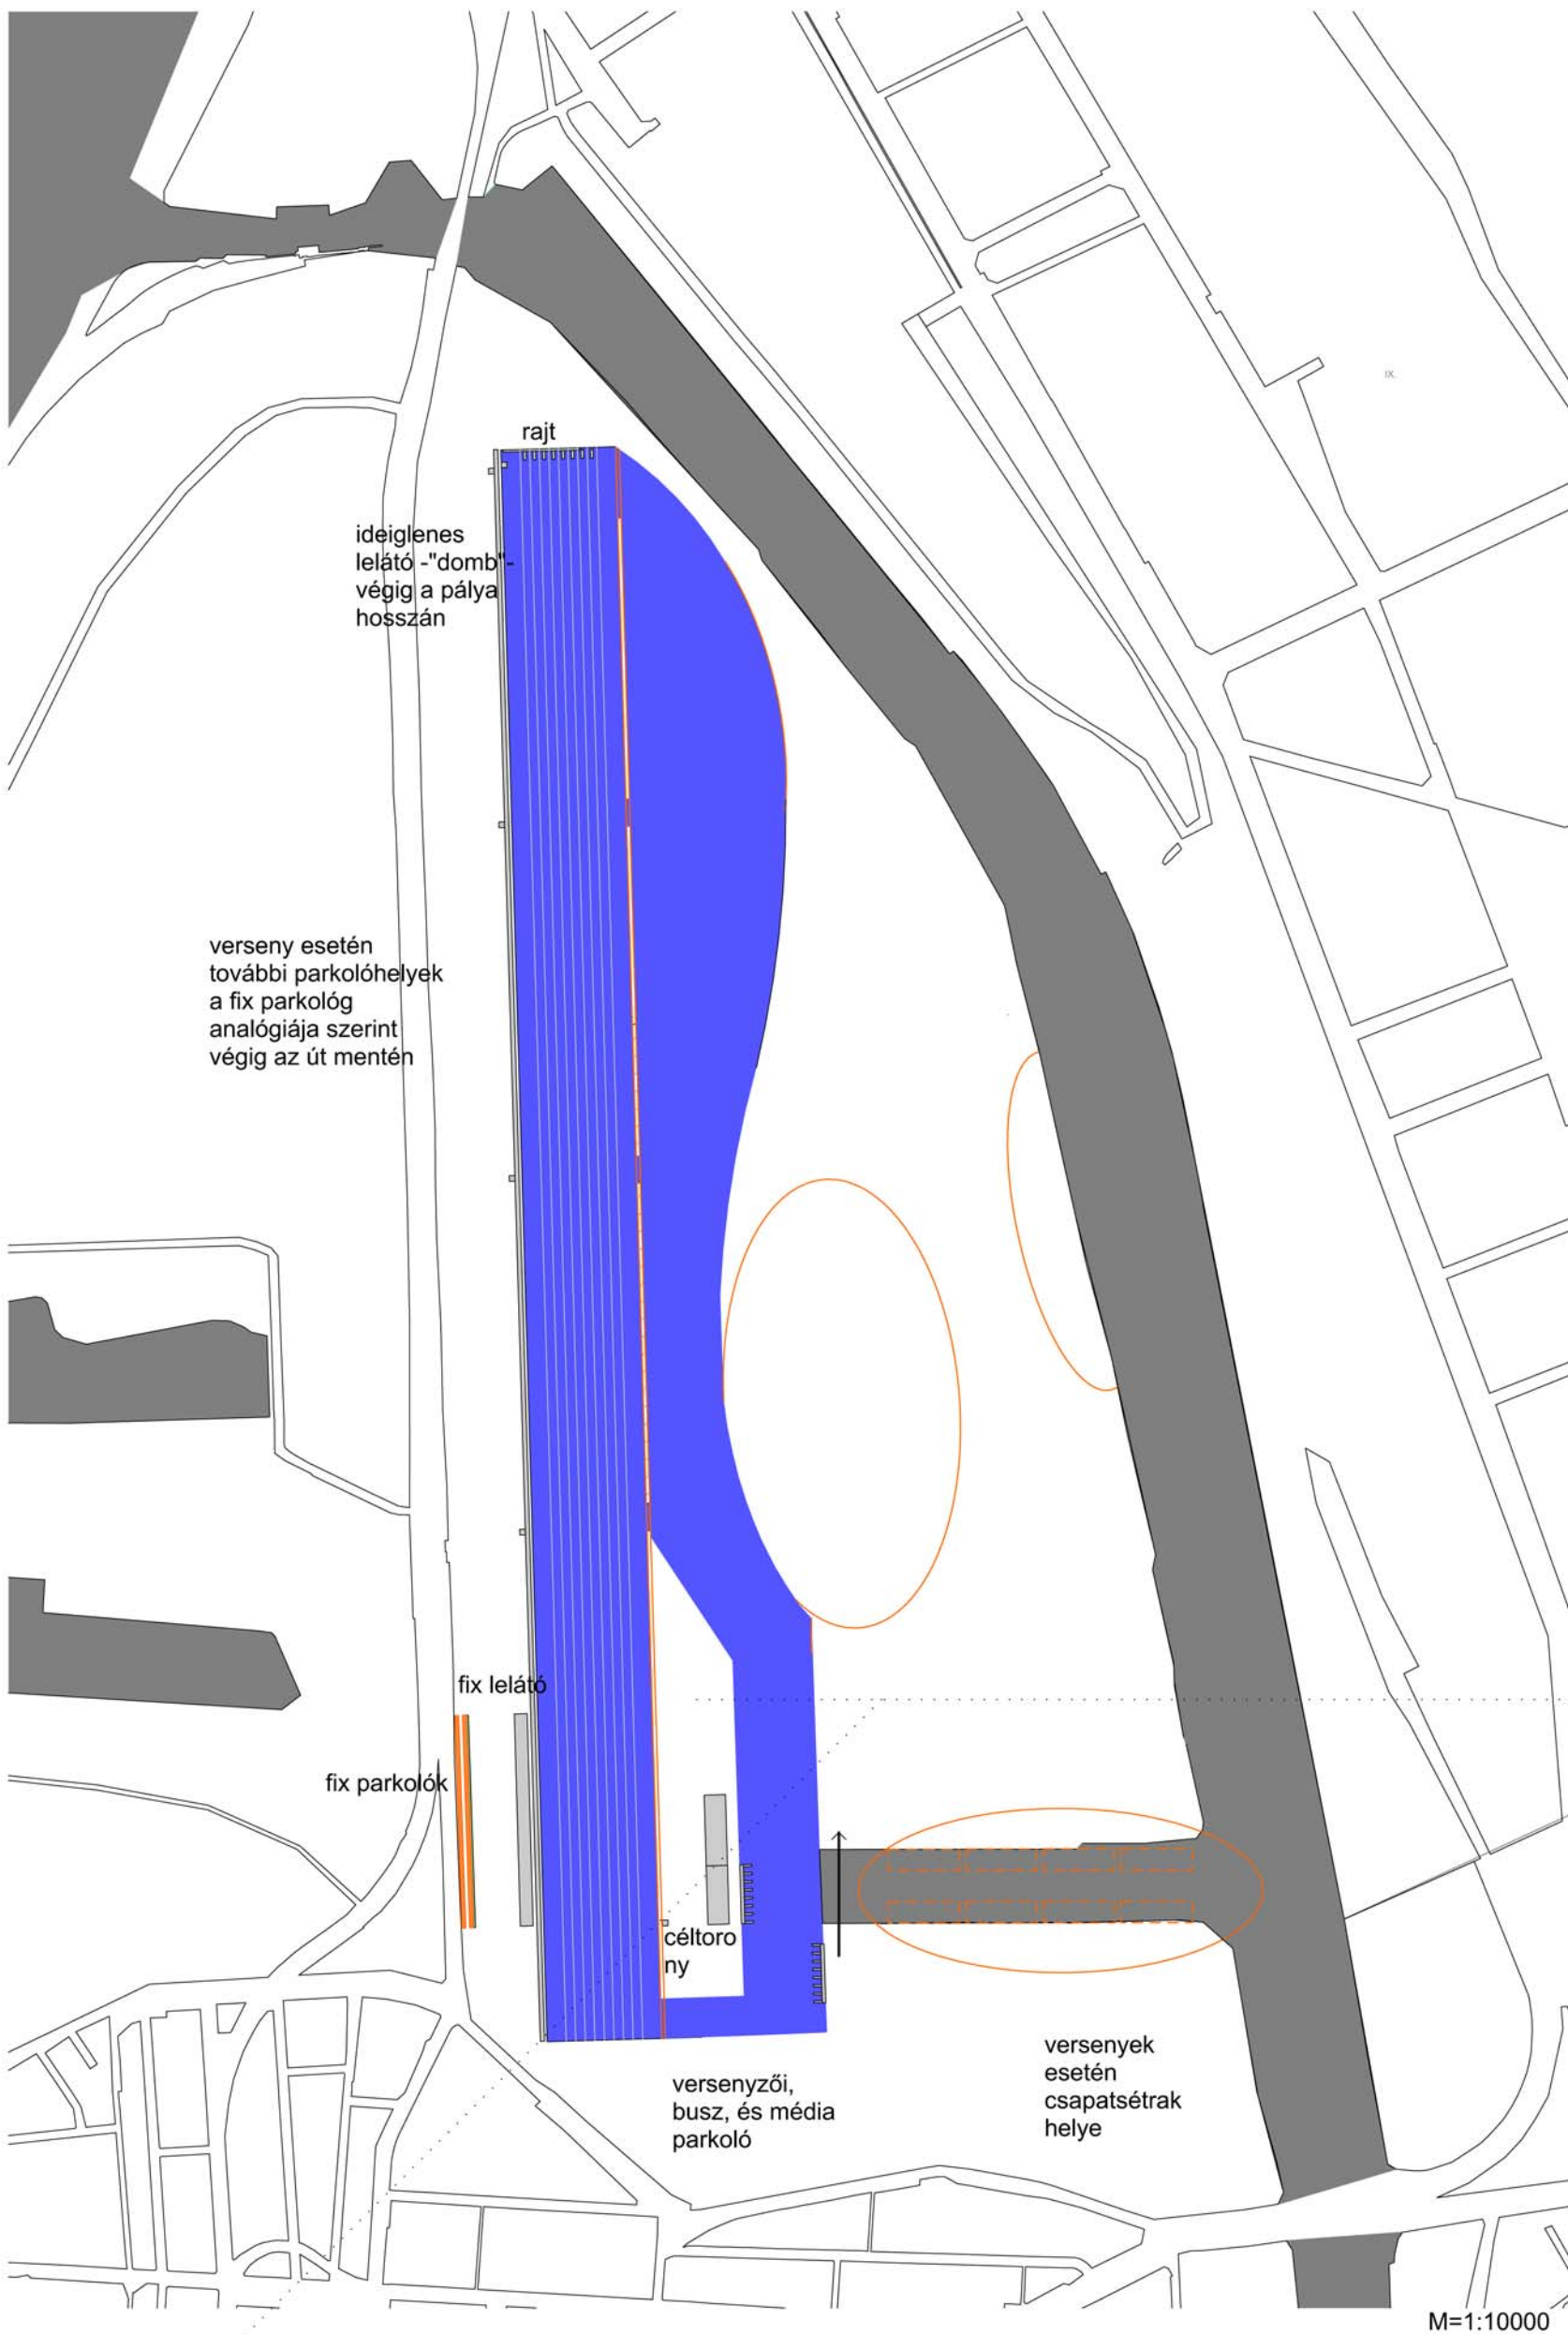 IX.
rajt
ideiglenes
lelátó -"domb"-
végig a pálya
hosszán
verseny esetén
további parkolóhelyek
a fix parkológ
analógiája szerint
végig az út mentén
fix lelátó
fix parkolók
céltoro
ny
versenyek
esetén
csapatsétrak
helye
versenyzői,
busz, és média
parkoló
M=1:10000